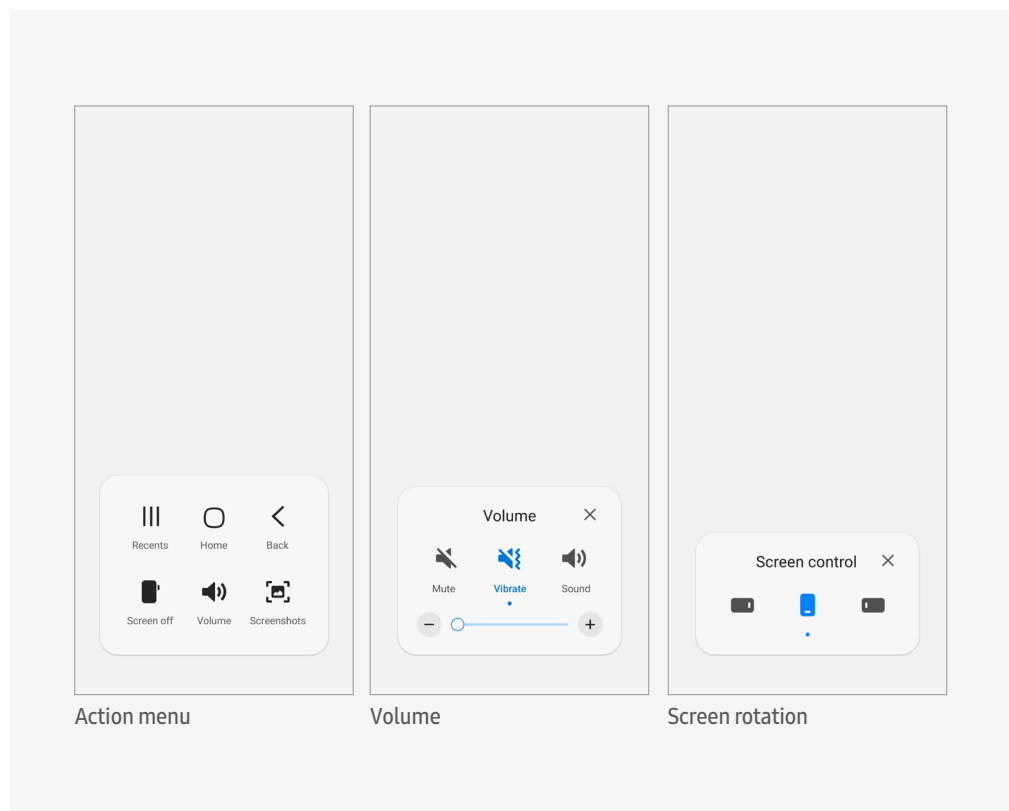 Recents Home Back
Screen off Volume Screenshots
Action menu
Volume
Mute Vibrate Sound
Volume
Screen control
Screen rotation